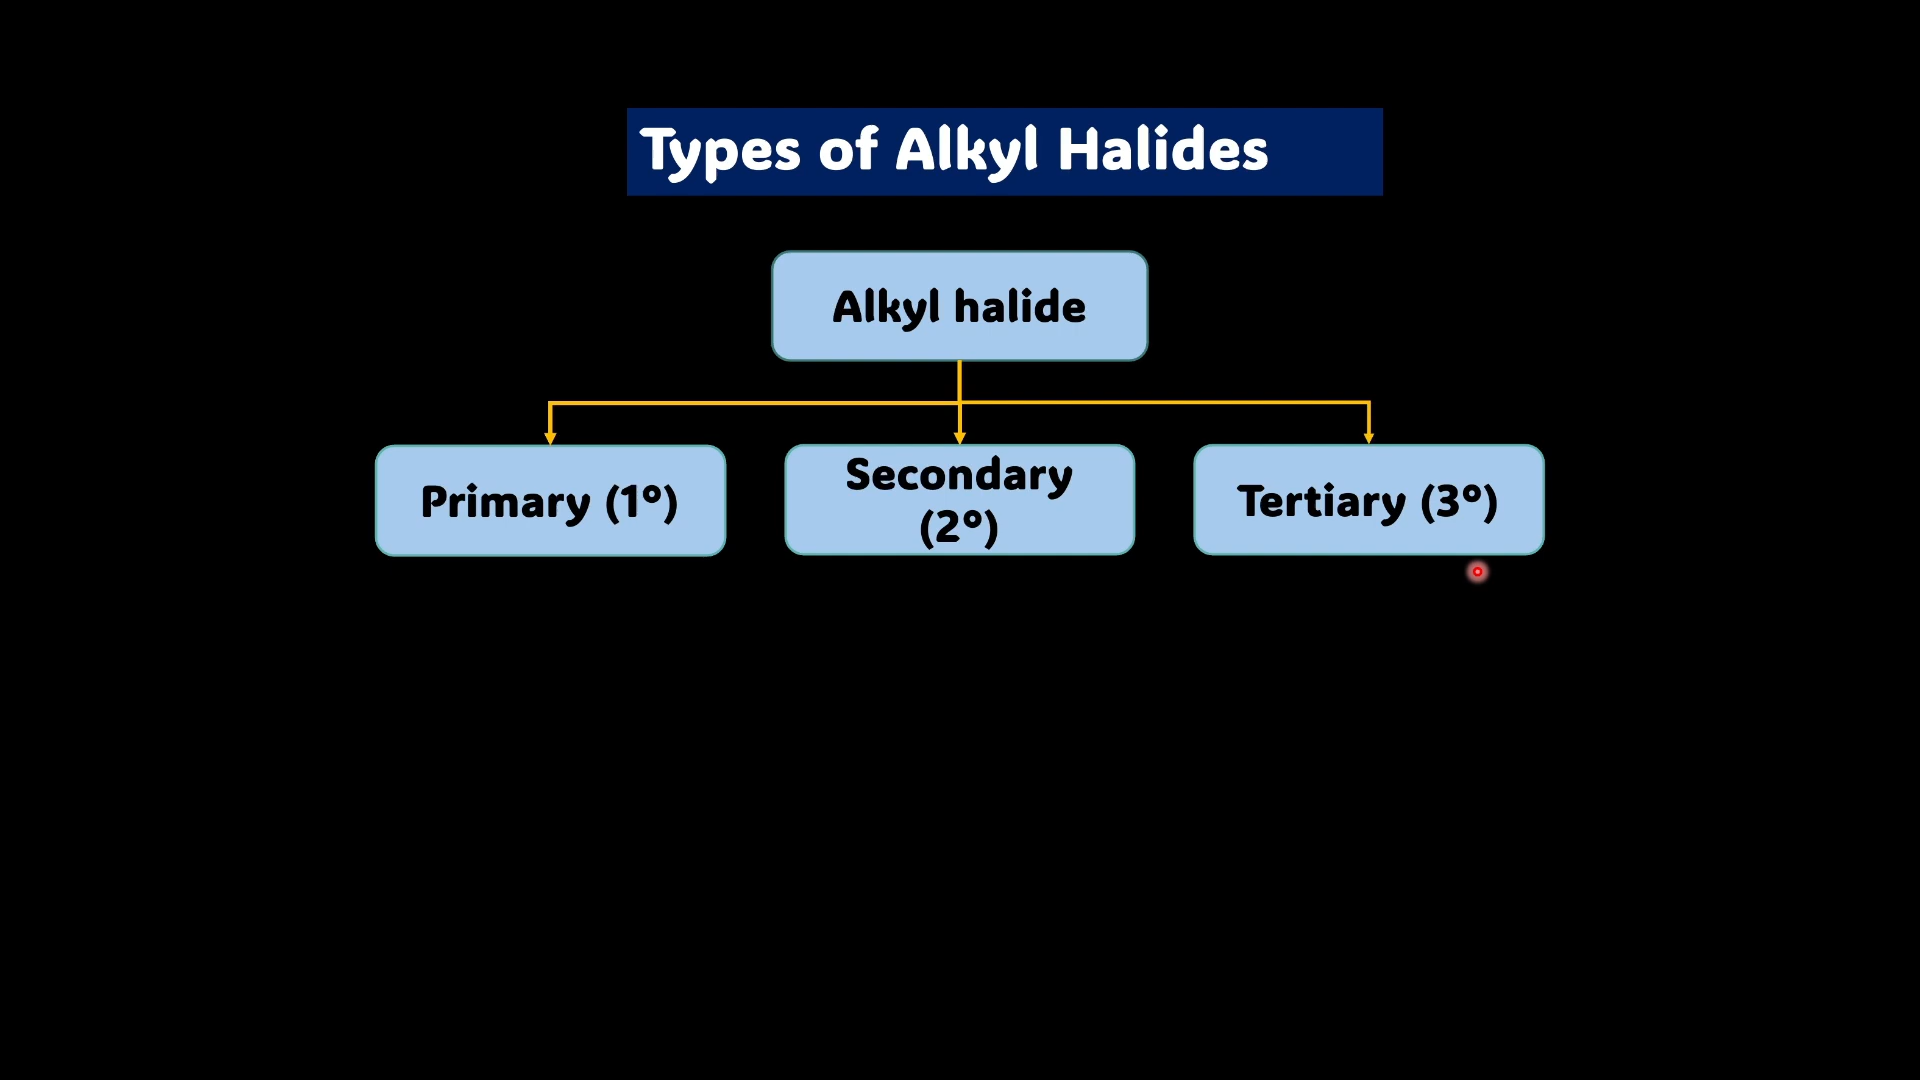 Types of Alkyl Halides
Alkyl halide
Primary (1°)
Secondary
(2°)
Tertiary (3°)